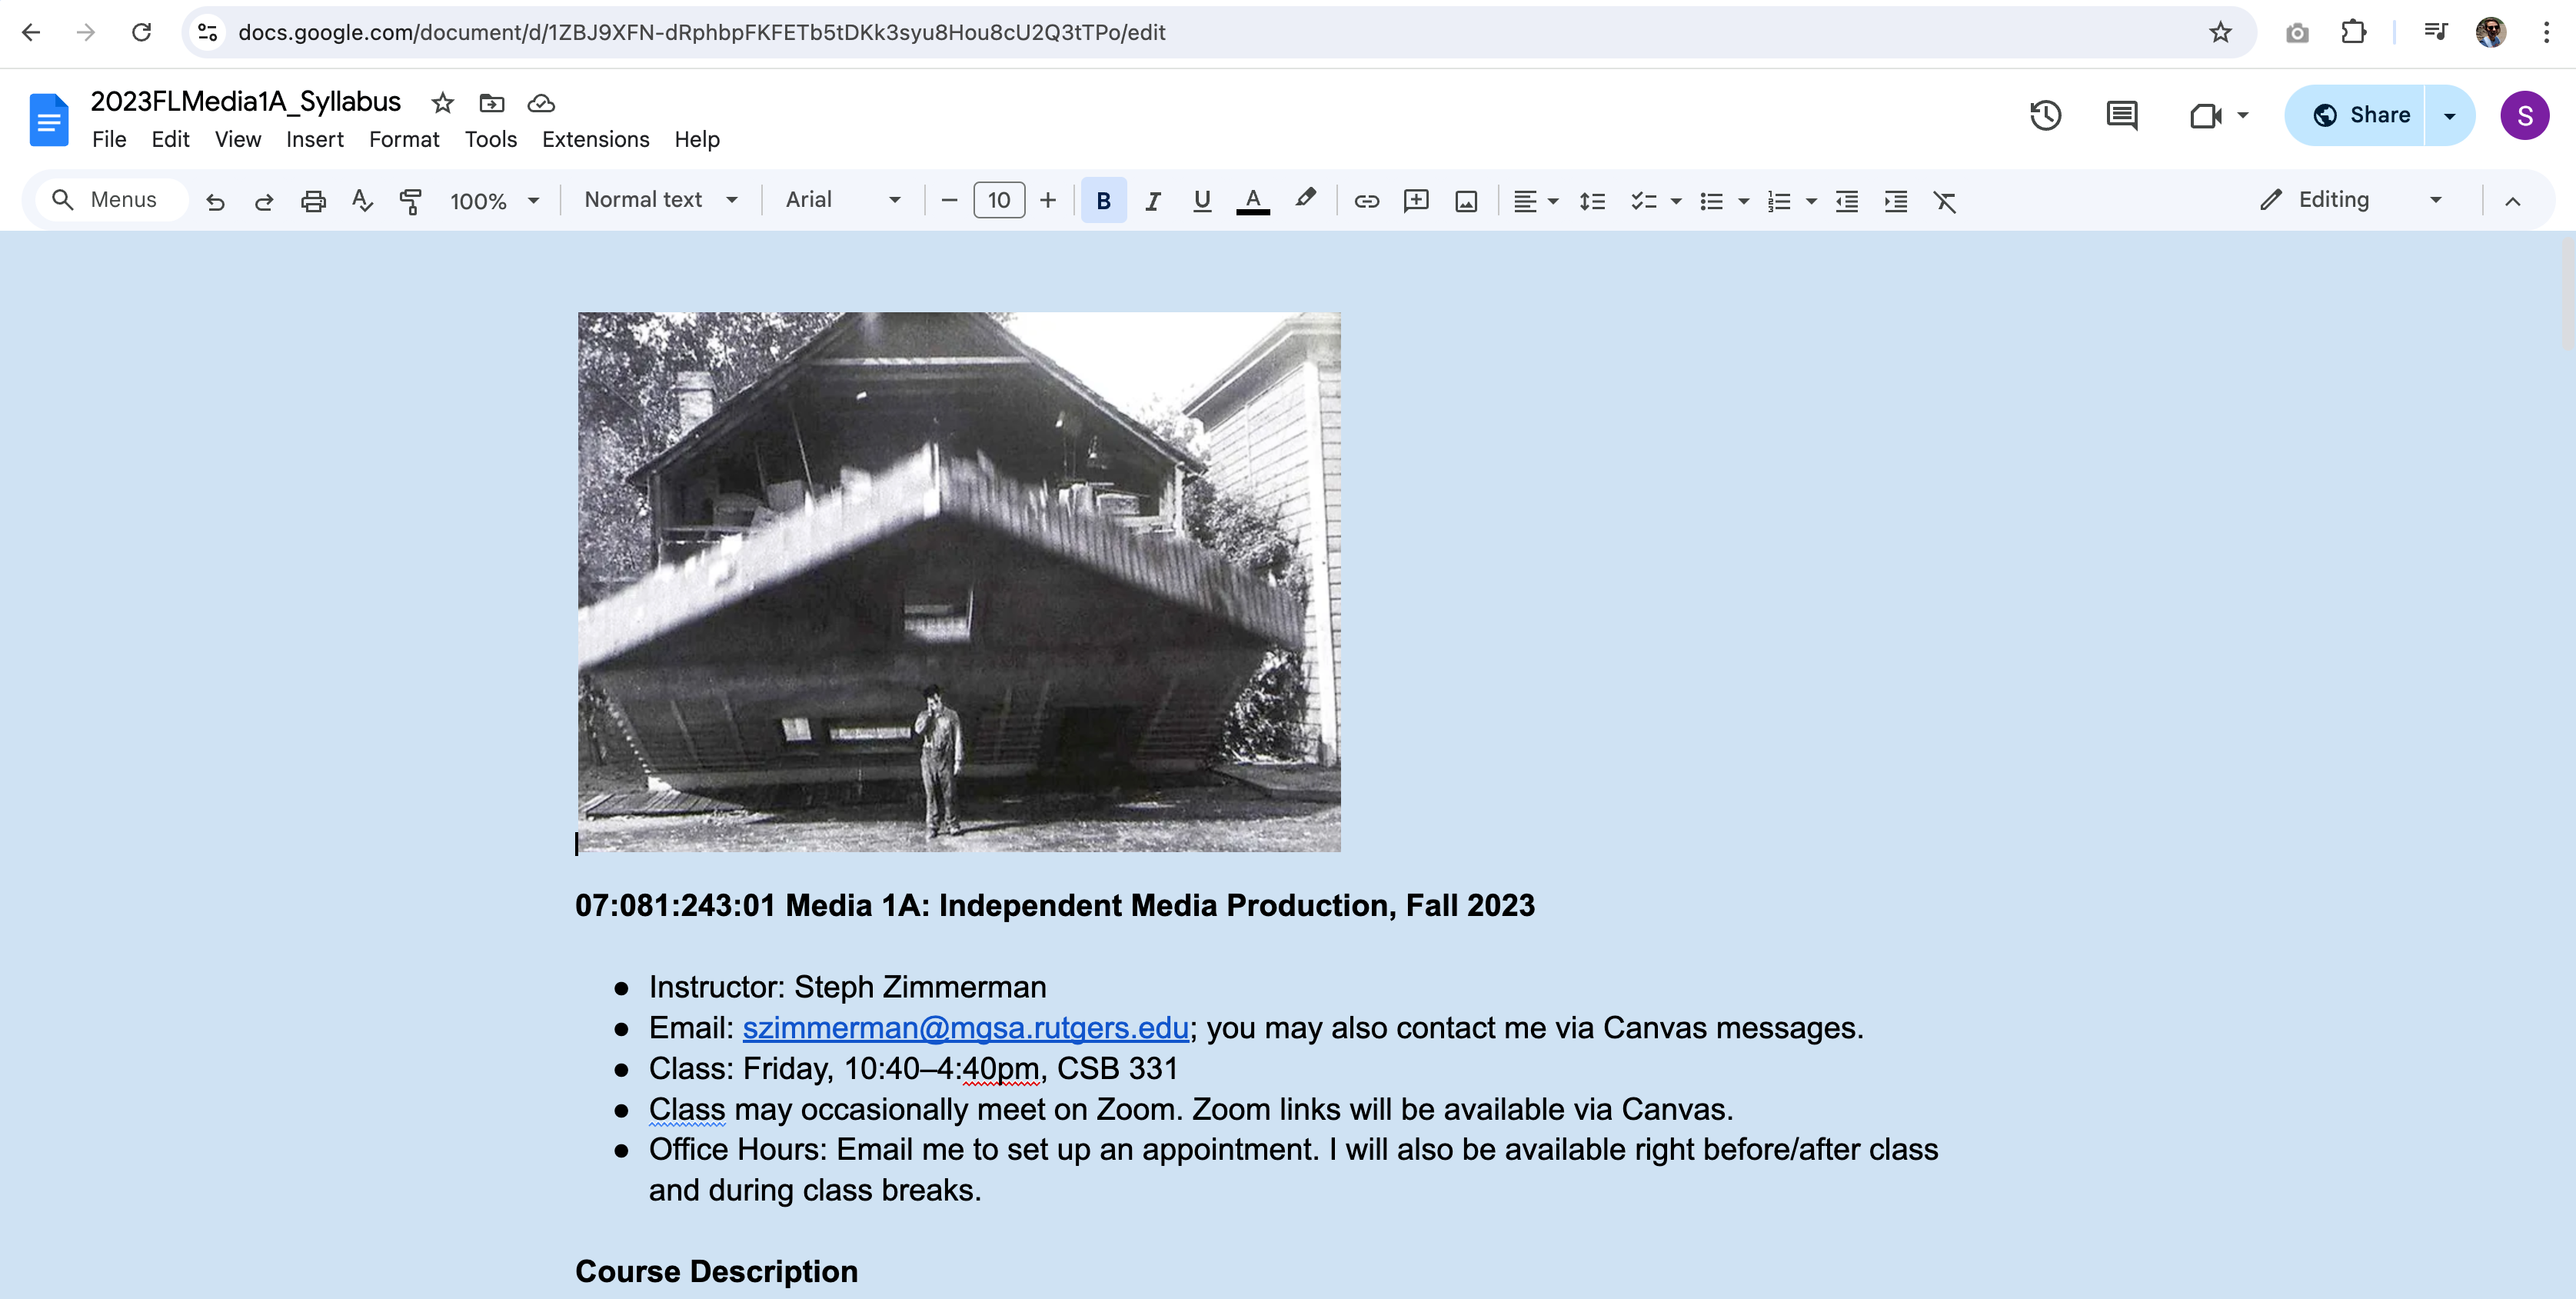 docs.google.com/document/d/1ZBJ9XFN-dRphbpFKFETb5tDKk3syu8Hou8cU2Q3tTPo/edit
2023FLMedia1A_Syllabus
File Edit View Insert Format Tools Extensions Help
Share
S
Menus 100% Normal text Arial 10 B I U A Editing
07:081:243:01 Media 1A: Independent Media Production, Fall 2023
● Instructor: Steph Zimmerman
● Email: szimmerman@mgsa.rutgers.edu; you may also contact me via Canvas messages.
● Class: Friday, 10:40–4:40pm, CSB 331
● Class may occasionally meet on Zoom. Zoom links will be available via Canvas.
● Office Hours: Email me to set up an appointment. I will also be available right before/after class
and during class breaks.
Course Description